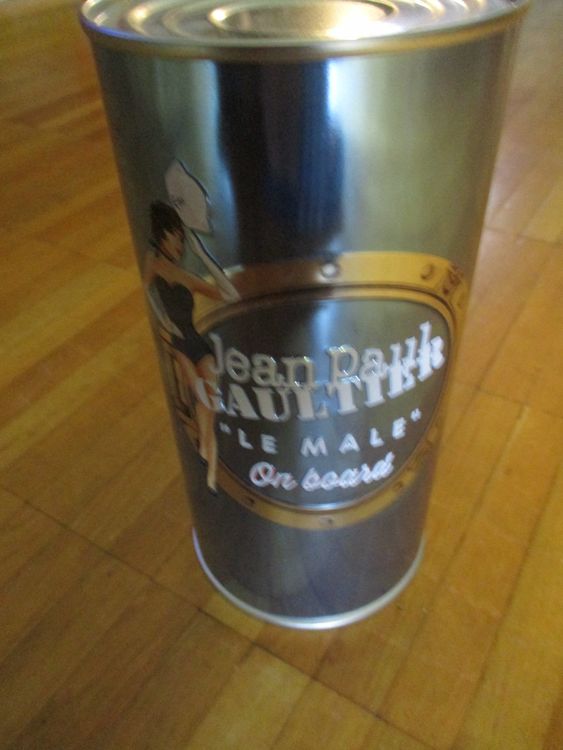 Jean Paul
GAULTIER
"LE MALE"
On board